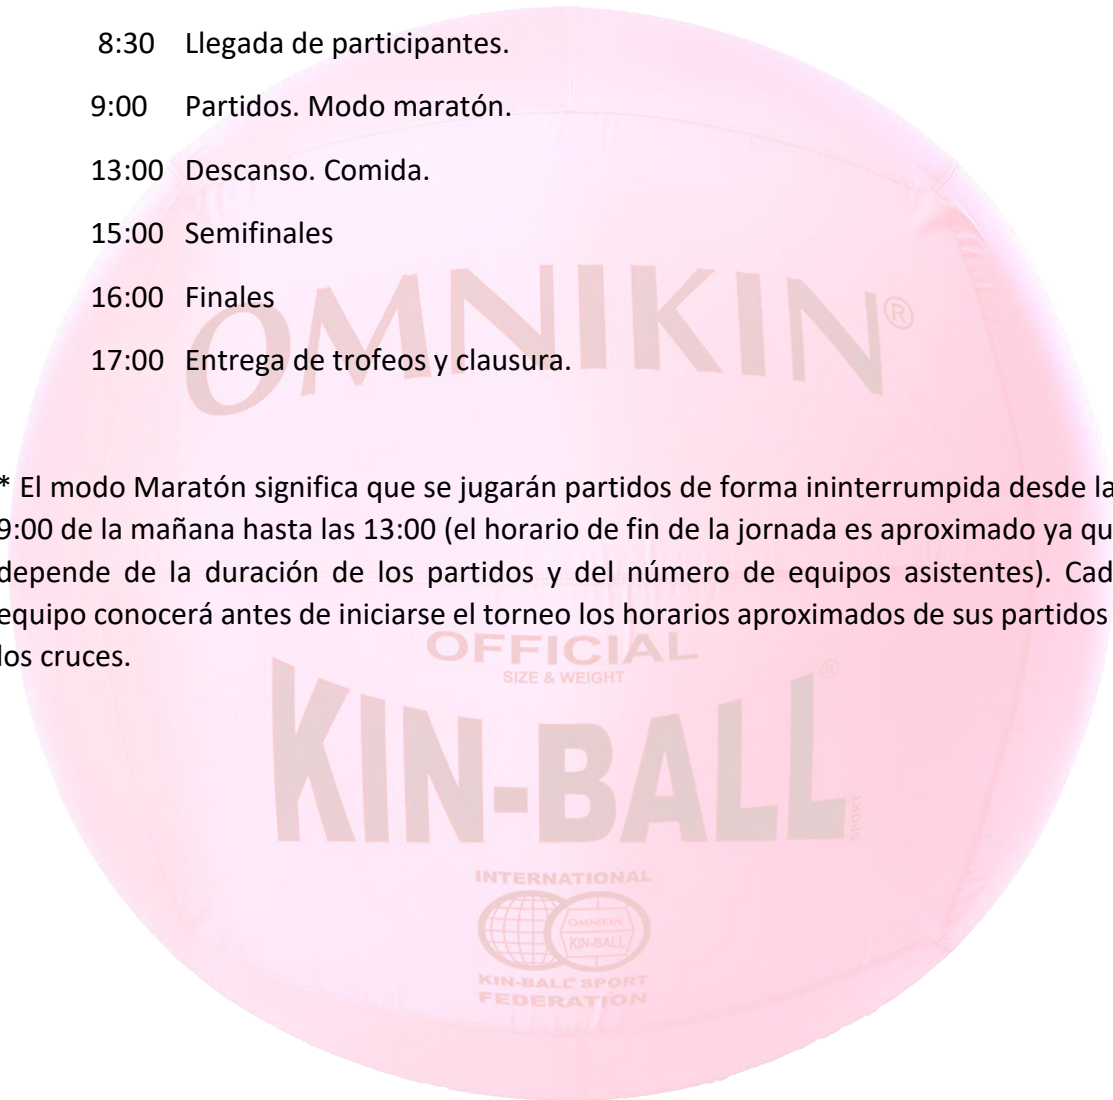 8:30 Llegada de participantes.
9:00 Partidos. Modo maratón.
13:00 Descanso. Comida.
15:00 Semifinales
16:00 Finales
17:00 Entrega de trofeos y clausura.
OMNIKIN®
* El modo Maratón significa que se jugarán partidos de forma ininterrumpida desde la
9:00 de la mañana hasta las 13:00 (el horario de fin de la jornada es aproximado ya qu
depende de la duración de los partidos y del número de equipos asistentes). Cad
equipo conocerá antes de iniciarse el torneo los horarios aproximados de sus partidos
los cruces.
OFFICIAL
SIZE & WEIGHT
KIN-BALL®
INTERNATIONAL
OMNIKIN
KIN-BALL
KIN-BALL® SPORT
FEDERATION